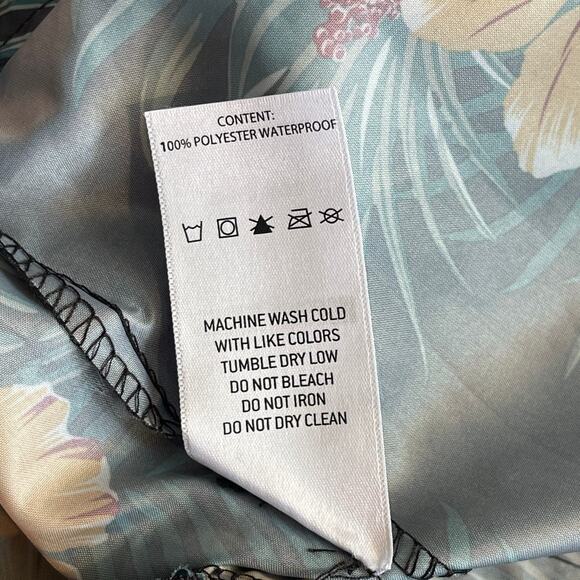 CONTENT:
100% POLYESTER WATERPROOF
MACHINE WASH COLD
WITH LIKE COLORS
TUMBLE DRY LOW
DO NOT BLEACH
DO NOT IRON
DO NOT DRY CLEAN